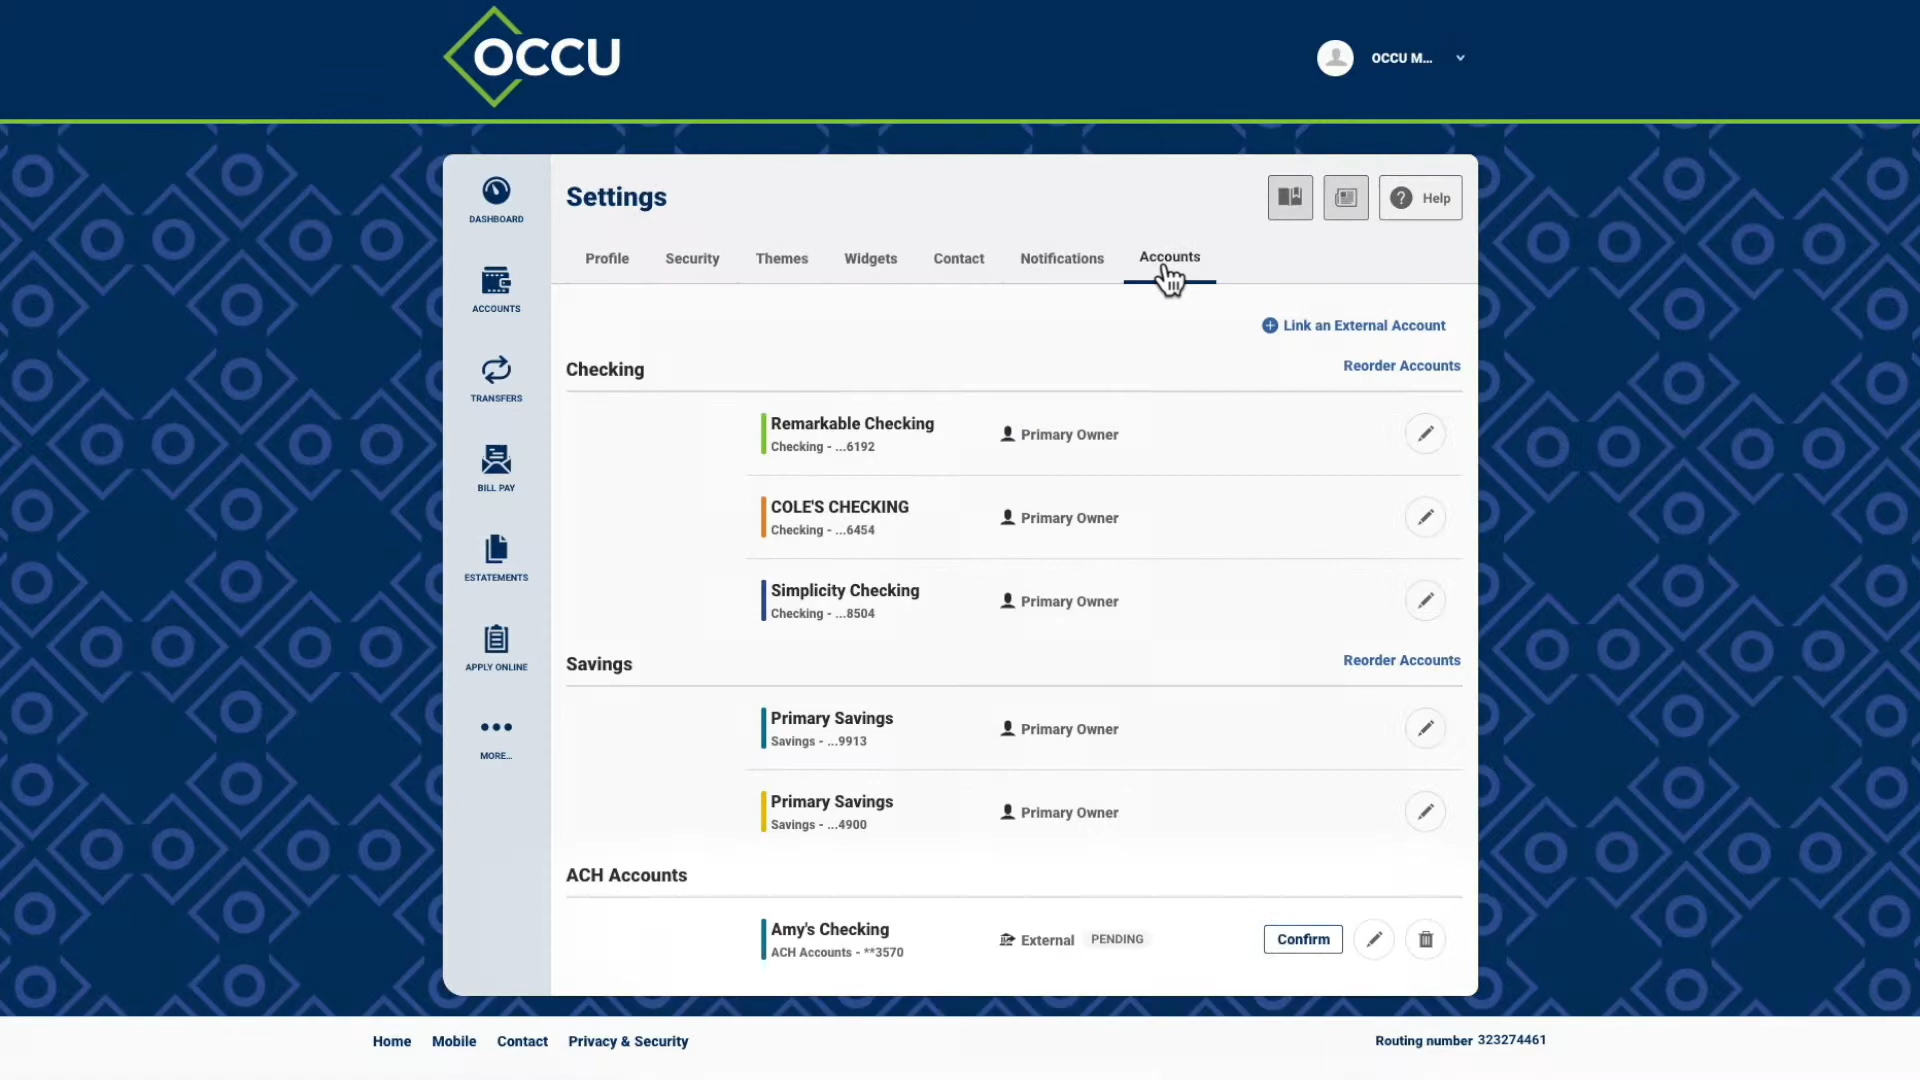 OCCU
OCCU M...
Settings
Help
DASHBOARD
ACCOUNTS
TRANSFERS
BILL PAY
ESTATEMENTS
APPLY ONLINE
MORE...
Profile Security Themes Widgets Contact Notifications Accounts
Link an External Account
Checking
Reorder Accounts
Remarkable Checking
Checking - ...6192
Primary Owner
COLE'S CHECKING
Checking - ...6454
Primary Owner
Simplicity Checking
Checking - ...8504
Primary Owner
Savings
Reorder Accounts
Primary Savings
Savings - ...9913
Primary Owner
Primary Savings
Savings - ...4900
Primary Owner
ACH Accounts
Amy's Checking
ACH Accounts - **3570
External PENDING
Confirm
Home Mobile Contact Privacy & Security
Routing number 323274461